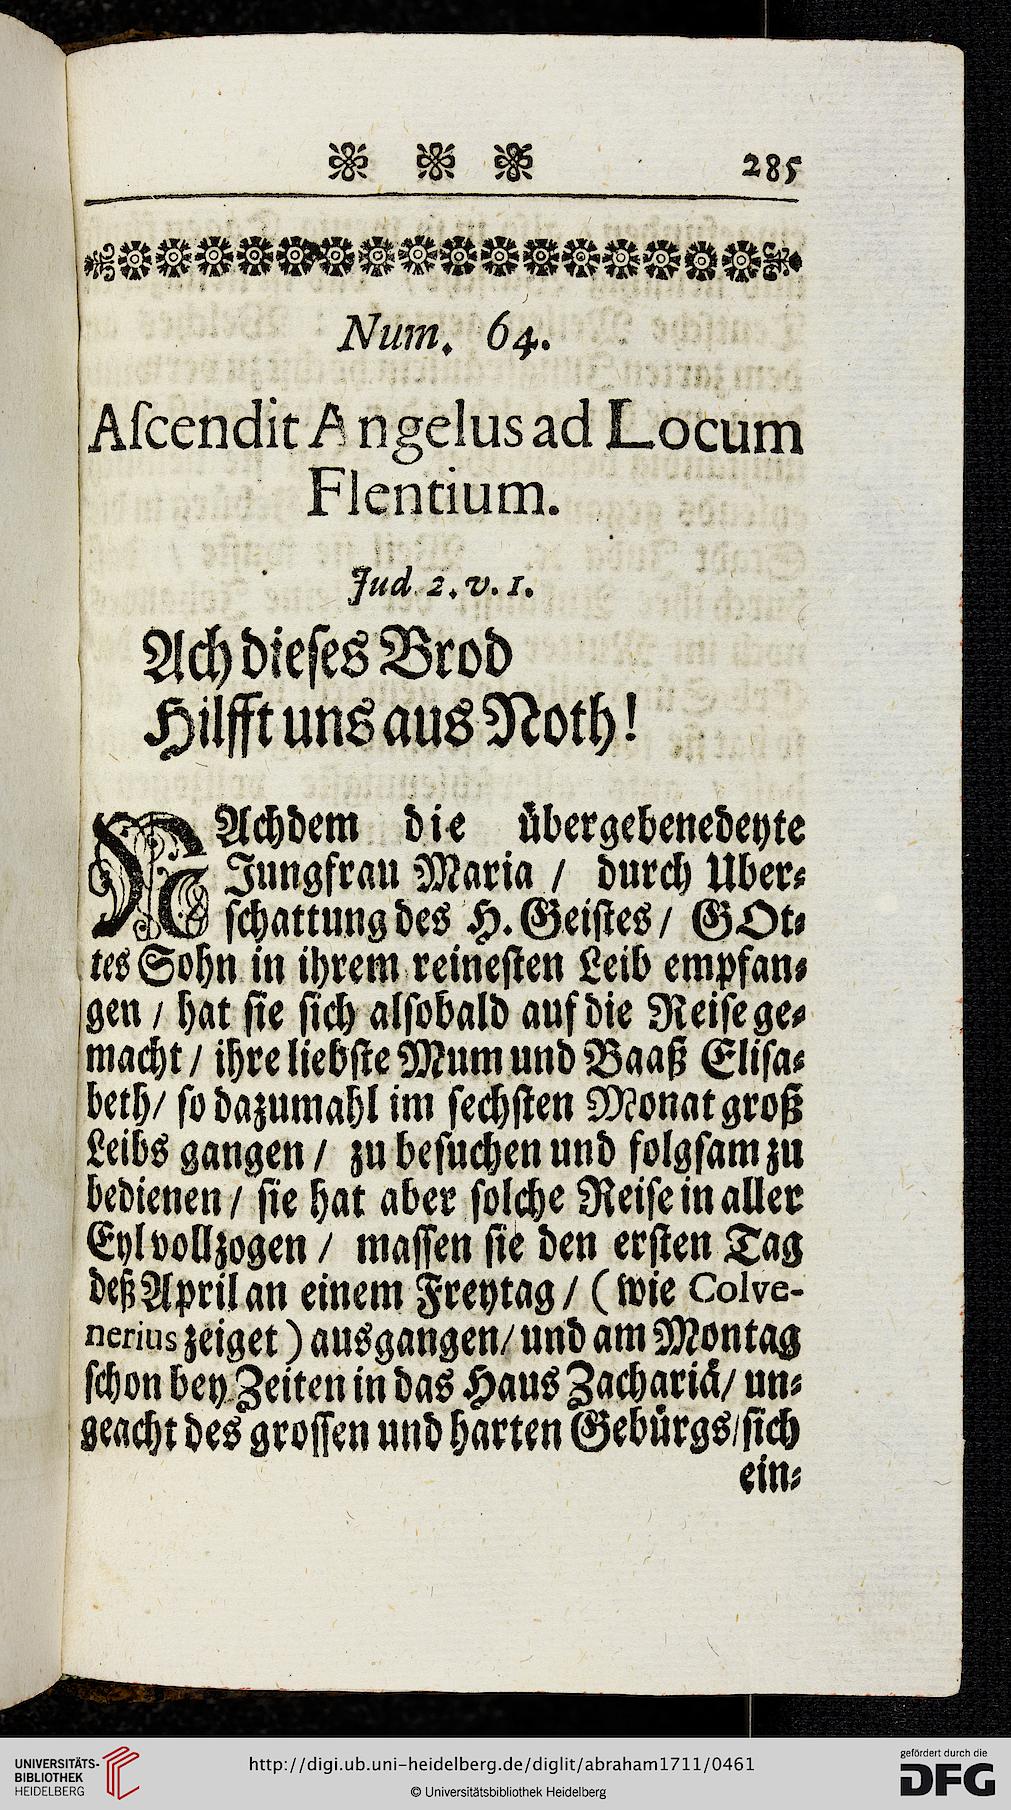 285
Num. 64.
Aſcendit Angelus ad Locum
Flentium.
Jud. 2. v. 1.
Ach dieſes Brod
Hilfft uns aus Noth!
NAchdem die übergebenedeyte
Jungfrau Maria / durch Uber⸗
ſchattung des H. Geiſtes / GOt⸗
tes Sohn in ihrem reineſten Leib empfan⸗
gen / hat ſie ſich alſobald auf die Reiſe ge⸗
macht / ihre liebſte Mum und Baaß Eliſa⸗
beth / ſo dazumahl im ſechſten Monat groß
Leibs gangen / zu beſuchen und folgſam zu
bedienen / ſie hat aber ſolche Reiſe in aller
Eyl vollzogen / maſſen ſie den erſten Tag
deß April an einem Freytag / ( wie Colve-
nerius zeiget ) ausgangen / und am Montag
ſchon bey Zeiten in das Haus Zachariä / un⸗
geacht des groſſen und harten Gebürgs / ſich
ein⸗
UNIVERSITÄTS-
BIBLIOTHEK
HEIDELBERG
http://digi.ub.uni-heidelberg.de/diglit/abraham1711/0461
© Universitätsbibliothek Heidelberg
gefördert durch die
DFG